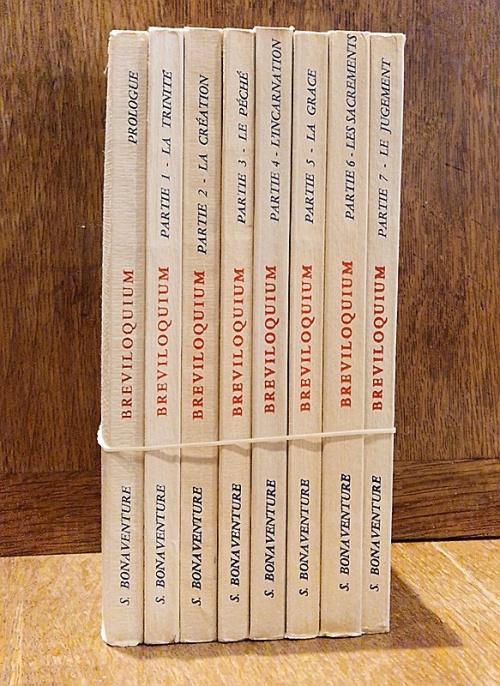 S. BONAVENTURE BREVILOQUIUM PROLOGUE
S. BONAVENTURE BREVILOQUIUM PARTIE 1 - LA TRINITÉ
S. BONAVENTURE BREVILOQUIUM PARTIE 2 - LA CRÉATION
S. BONAVENTURE BREVILOQUIUM PARTIE 3 - LE PÉCHÉ
S. BONAVENTURE BREVILOQUIUM PARTIE 4 - L'INCARNATION
S. BONAVENTURE BREVILOQUIUM PARTIE 5 - LA GRACE
S. BONAVENTURE BREVILOQUIUM PARTIE 6 - LES SACREMENTS
S. BONAVENTURE BREVILOQUIUM PARTIE 7 - LE JUGEMENT